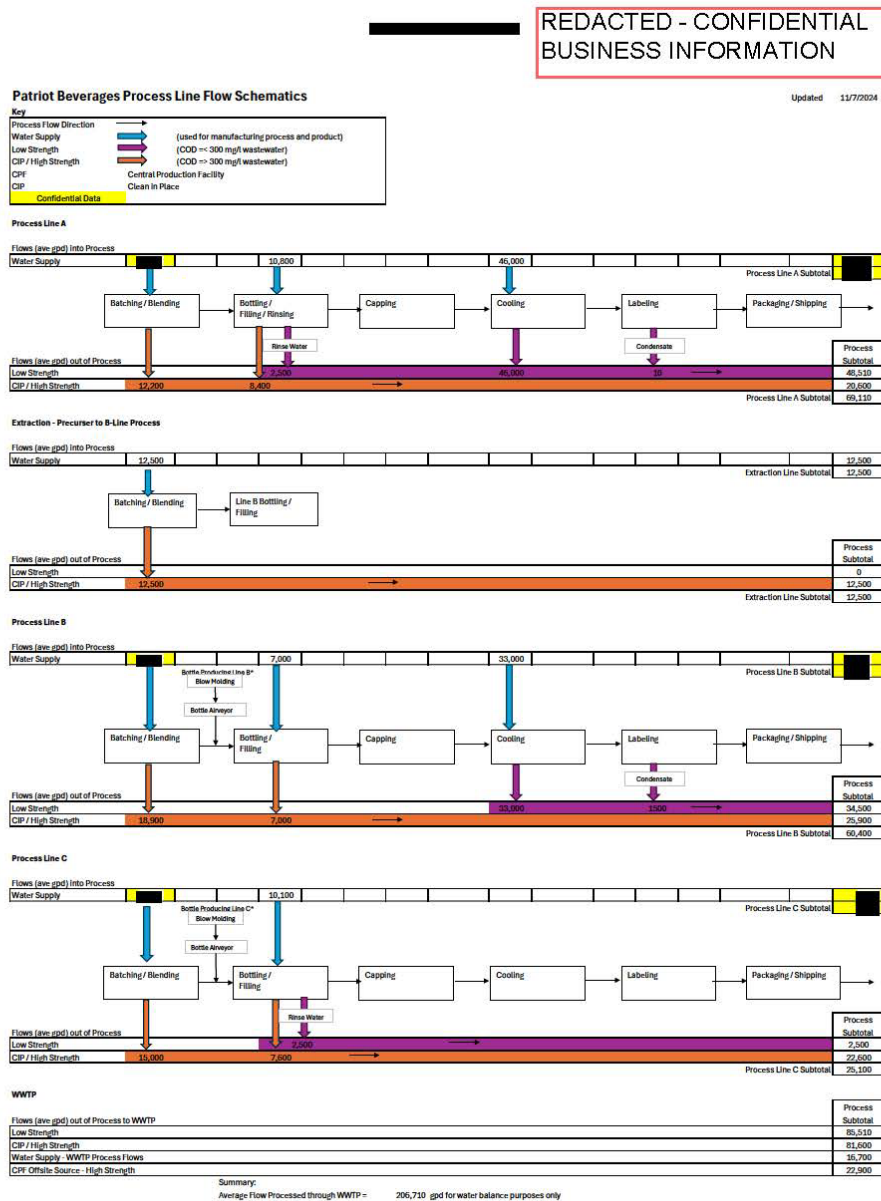 REDACTED - CONFIDENTIAL
BUSINESS INFORMATION
Patriot Beverages Process Line Flow Schematics
Updated 11/7/2024
Key
Process Flow Direction
Water Supply (used for manufacturing process and product)
Low Strength (COD =< 300 mg/l wastewater)
CIP / High Strength (COD => 300 mg/l wastewater)
CPF Central Production Facility
CIP Clean in Place
Confidential Data
Process Line A
Flows (ave gpd) into Process
Water Supply 10,800 46,000
Process Line A Subtotal
Batching / Blending
Bottling /
Filling / Rinsing
Capping
Cooling
Labeling
Packaging / Shipping
Rinse Water
Condensate
Process
Flows (ave gpd) out of Process Subtotal
Low Strength 2,500 46,000 10 48,510
CIP / High Strength 12,200 8,400 20,600
Process Line A Subtotal 69,110
Extraction - Precurser to B-Line Process
Flows (ave gpd) into Process
Water Supply 12,500 12,500
Extraction Line Subtotal 12,500
Batching / Blending
Line B Bottling /
Filling
Process
Flows (ave gpd) out of Process Subtotal
Low Strength 0
CIP / High Strength 12,500 12,500
Extraction Line Subtotal 12,500
Process Line B
Flows (ave gpd) into Process
Water Supply 7,000 33,000
Process Line B Subtotal
Bottle Producing Line B*
Blow Molding
Bottle Airveyor
Batching / Blending
Bottling /
Filling
Capping
Cooling
Labeling
Packaging / Shipping
Condensate
Process
Flows (ave gpd) out of Process Subtotal
Low Strength 33,000 1500 34,500
CIP / High Strength 18,900 7,000 25,900
Process Line B Subtotal 60,400
Process Line C
Flows (ave gpd) into Process
Water Supply 10,100
Process Line C Subtotal
Bottle Producing Line C*
Blow Molding
Bottle Airveyor
Batching / Blending
Bottling /
Filling
Capping
Cooling
Labeling
Packaging / Shipping
Rinse Water
Process
Flows (ave gpd) out of Process Subtotal
Low Strength 2,500 2,500
CIP / High Strength 15,000 7,600 22,600
Process Line C Subtotal 25,100
WWTP
Process
Flows (ave gpd) out of Process to WWTP Subtotal
Low Strength 85,510
CIP / High Strength 81,600
Water Supply - WWTP Process Flows 16,700
CPF Offsite Source - High Strength 22,900
Summary:
Average Flow Processed through WWTP = 206,710 gpd for water balance purposes only